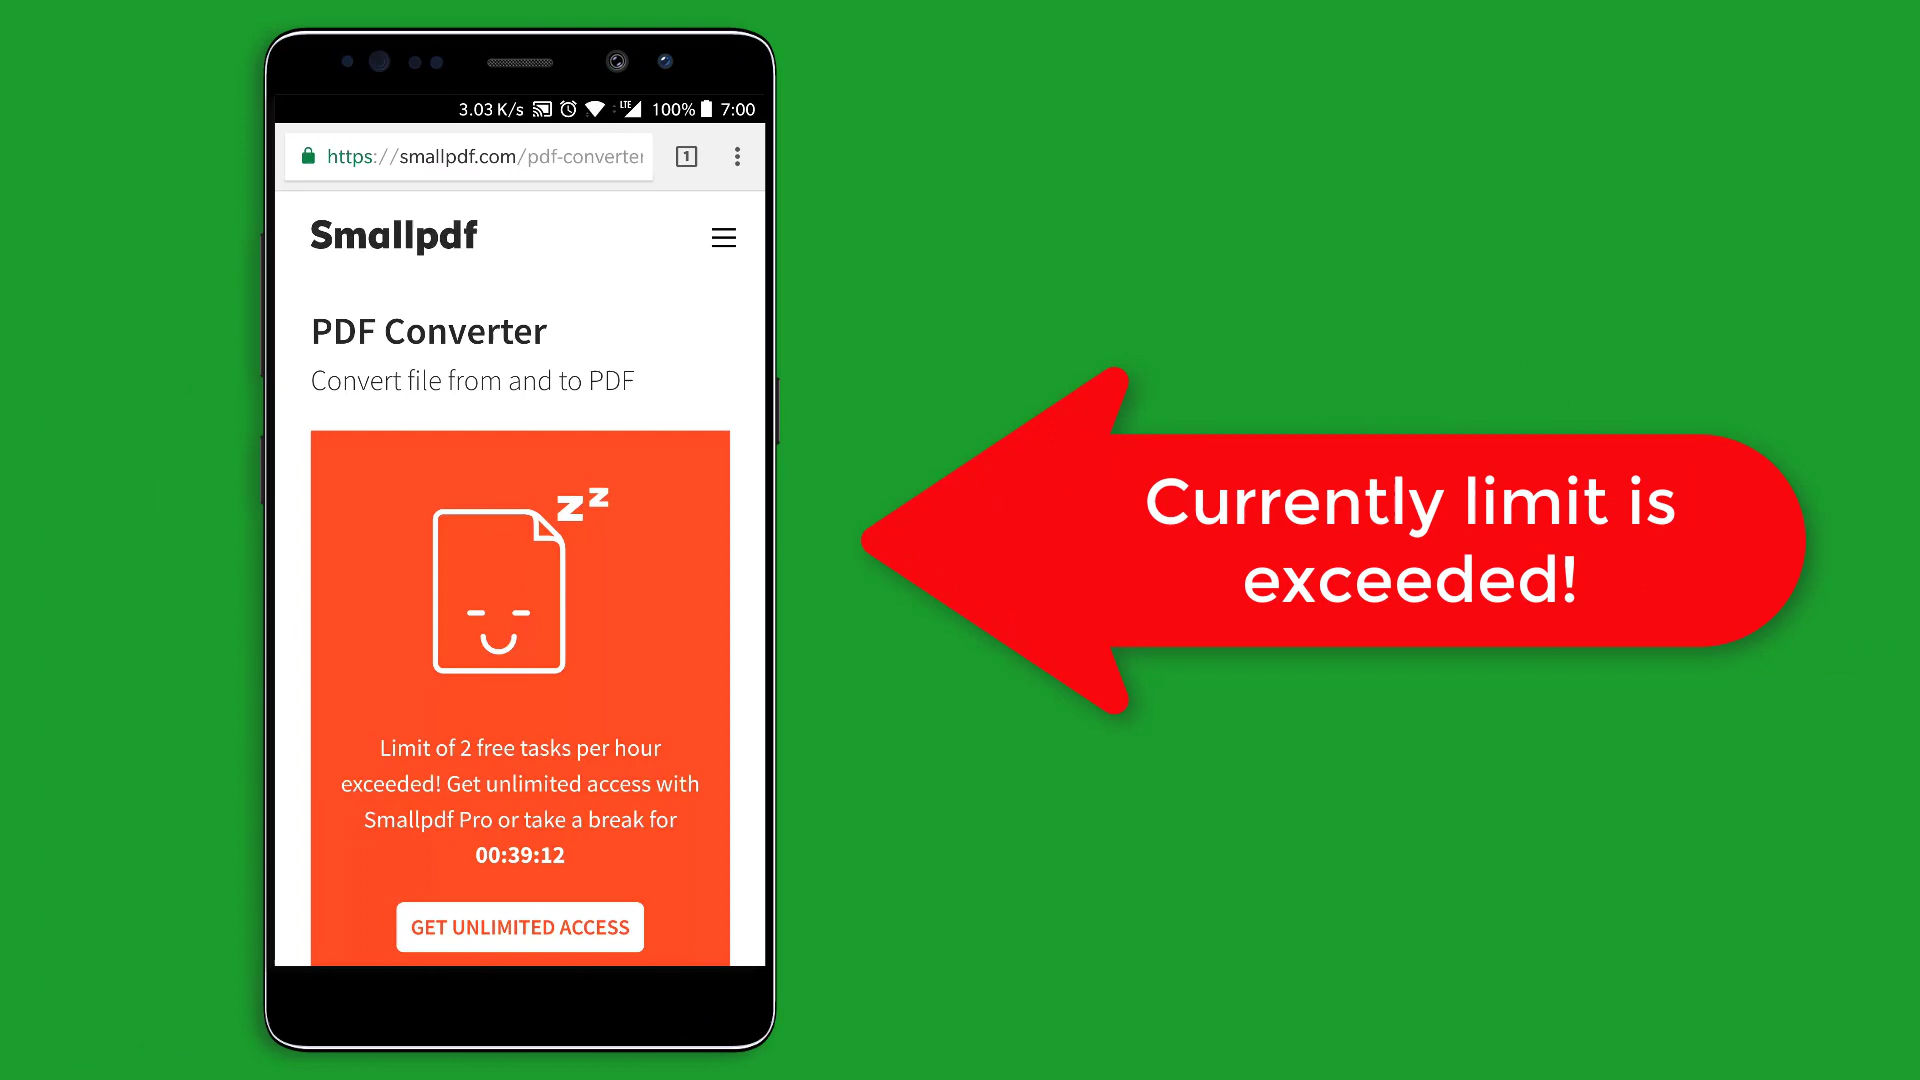 3.03 K/s LTE 100% 7:00
https://smallpdf.com/pdf-converter 1
Smallpdf
PDF Converter
Convert file from and to PDF
z z
Limit of 2 free tasks per hour
exceeded! Get unlimited access with
Smallpdf Pro or take a break for
00:39:12
GET UNLIMITED ACCESS
Currently limit is
exceeded!